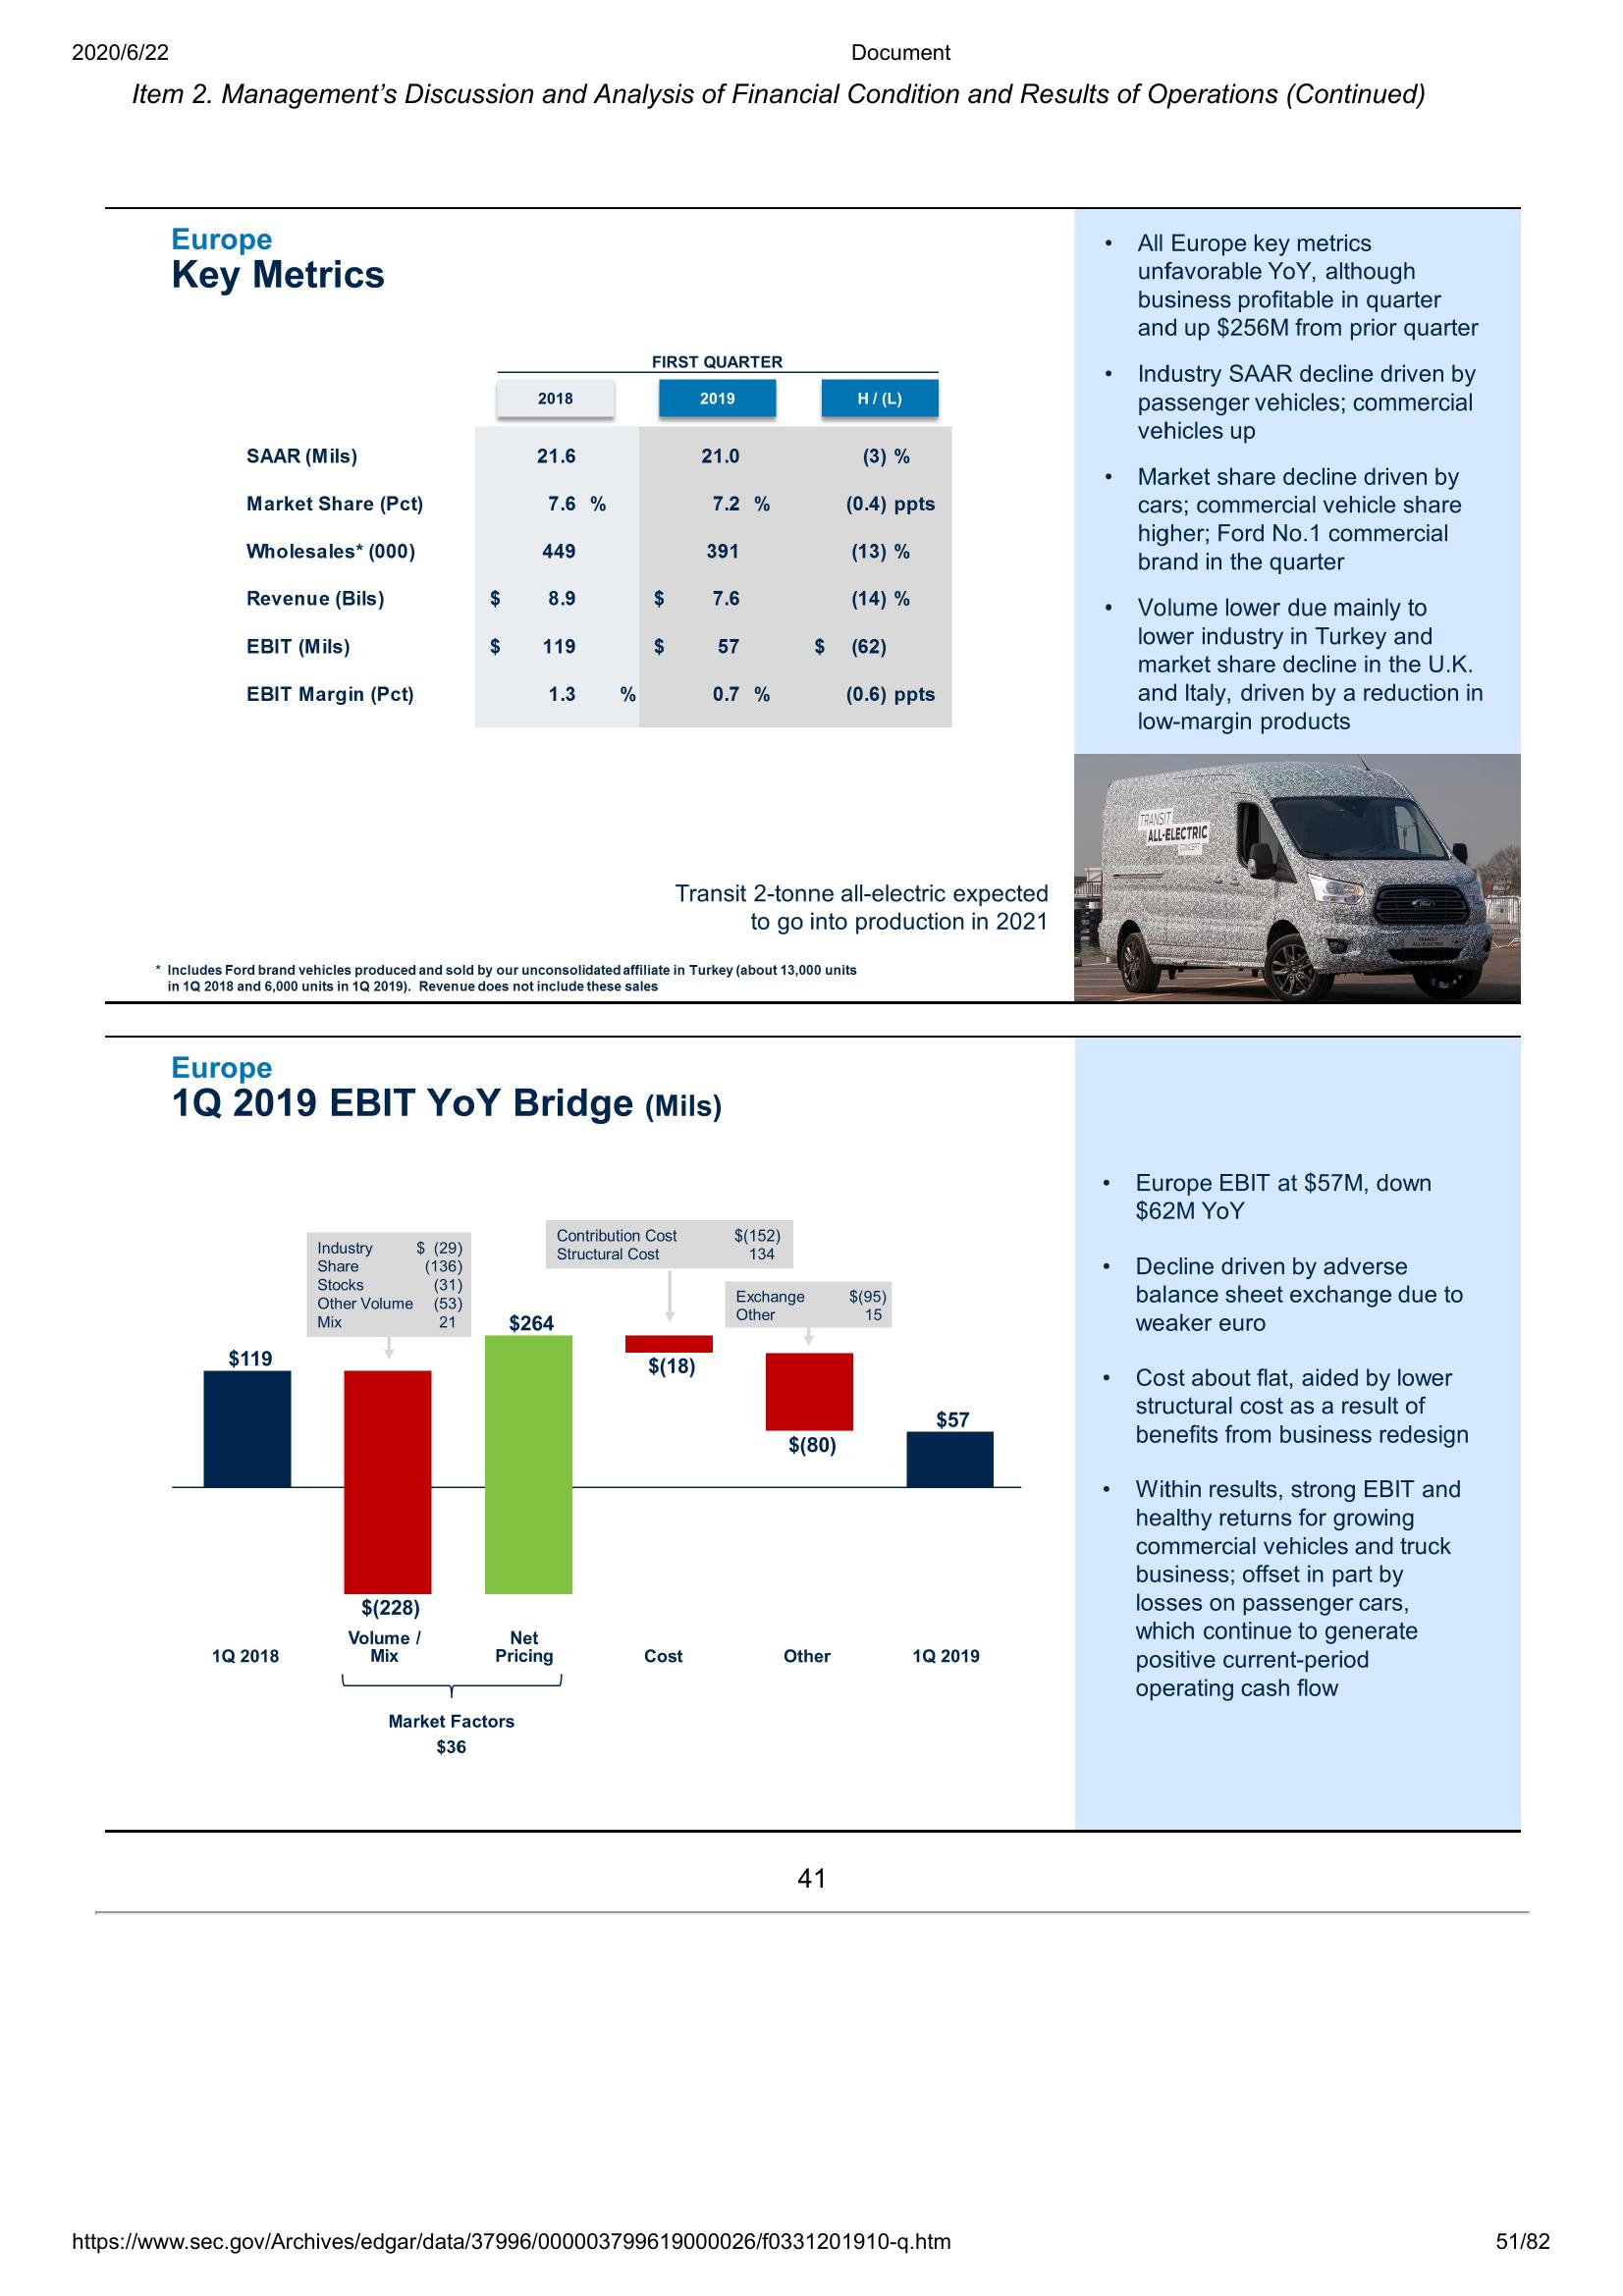 2020/6/22
Document
Item 2. Management’s Discussion and Analysis of Financial Condition and Results of Operations (Continued)
Europe
Key Metrics
FIRST QUARTER
2018 2019 H / (L)
SAAR (Mils) 21.6 21.0 (3) %
Market Share (Pct) 7.6 % 7.2 % (0.4) ppts
Wholesales* (000) 449 391 (13) %
Revenue (Bils) $ 8.9 $ 7.6 (14) %
EBIT (Mils) $ 119 $ 57 $ (62)
EBIT Margin (Pct) 1.3 % 0.7 % (0.6) ppts
Transit 2-tonne all-electric expected
to go into production in 2021
* Includes Ford brand vehicles produced and sold by our unconsolidated affiliate in Turkey (about 13,000 units
in 1Q 2018 and 6,000 units in 1Q 2019). Revenue does not include these sales
• All Europe key metrics
unfavorable YoY, although
business profitable in quarter
and up $256M from prior quarter
• Industry SAAR decline driven by
passenger vehicles; commercial
vehicles up
• Market share decline driven by
cars; commercial vehicle share
higher; Ford No.1 commercial
brand in the quarter
• Volume lower due mainly to
lower industry in Turkey and
market share decline in the U.K.
and Italy, driven by a reduction in
low-margin products
TRANSIT
ALL-ELECTRIC
CONCEPT
Ford
TRANSIT
ALL-ELECTRIC
Europe
1Q 2019 EBIT YoY Bridge (Mils)
Industry $ (29)
Share (136)
Stocks (31)
Other Volume (53)
Mix 21
Contribution Cost $(152)
Structural Cost 134
Exchange $(95)
Other 15
$119
$(228)
$264
$(18)
$(80)
$57
1Q 2018
Volume /
Mix
Net
Pricing
Cost
Other
1Q 2019
Market Factors
$36
• Europe EBIT at $57M, down
$62M YoY
• Decline driven by adverse
balance sheet exchange due to
weaker euro
• Cost about flat, aided by lower
structural cost as a result of
benefits from business redesign
• Within results, strong EBIT and
healthy returns for growing
commercial vehicles and truck
business; offset in part by
losses on passenger cars,
which continue to generate
positive current-period
operating cash flow
41
https://www.sec.gov/Archives/edgar/data/37996/000003799619000026/f0331201910-q.htm
51/82